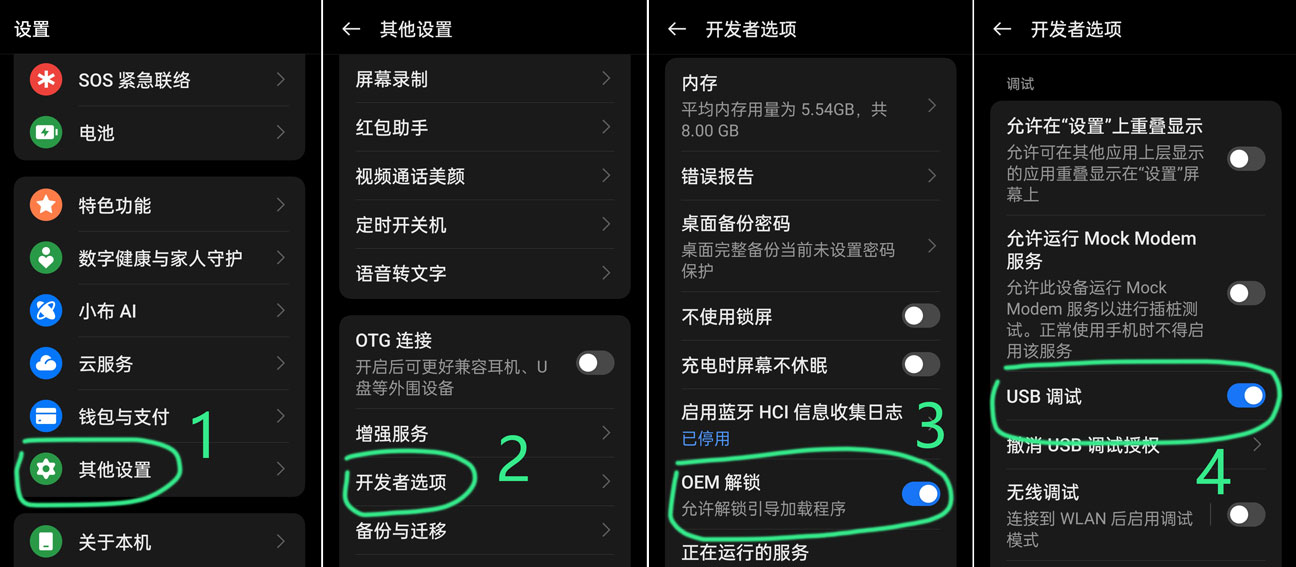 设置
SOS 紧急联络
电池
特色功能
数字健康与家人守护
小布 AI
云服务
钱包与支付
1
其他设置
关于本机
其他设置
屏幕录制
红包助手
视频通话美颜
定时开关机
语音转文字
OTG 连接
开启后可更好兼容耳机、U
盘等外围设备
增强服务
2
开发者选项
备份与迁移
开发者选项
内存
平均内存用量为 5.54GB，共
8.00 GB
错误报告
桌面备份密码
桌面完整备份当前未设置密码
保护
不使用锁屏
充电时屏幕不休眠
启用蓝牙 HCI 信息收集日志
已停用
3
OEM 解锁
允许解锁引导加载程序
正在运行的服务
开发者选项
调试
允许在“设置”上重叠显示
允许可在其他应用上层显示
的应用重叠显示在“设置”屏
幕上
允许运行 Mock Modem
服务
允许此设备运行 Mock
Modem 服务以进行插桩测
试。正常使用手机时不得启
用该服务
USB 调试
撤消 USB 调试授权
4
无线调试
连接到 WLAN 后启用调试
模式